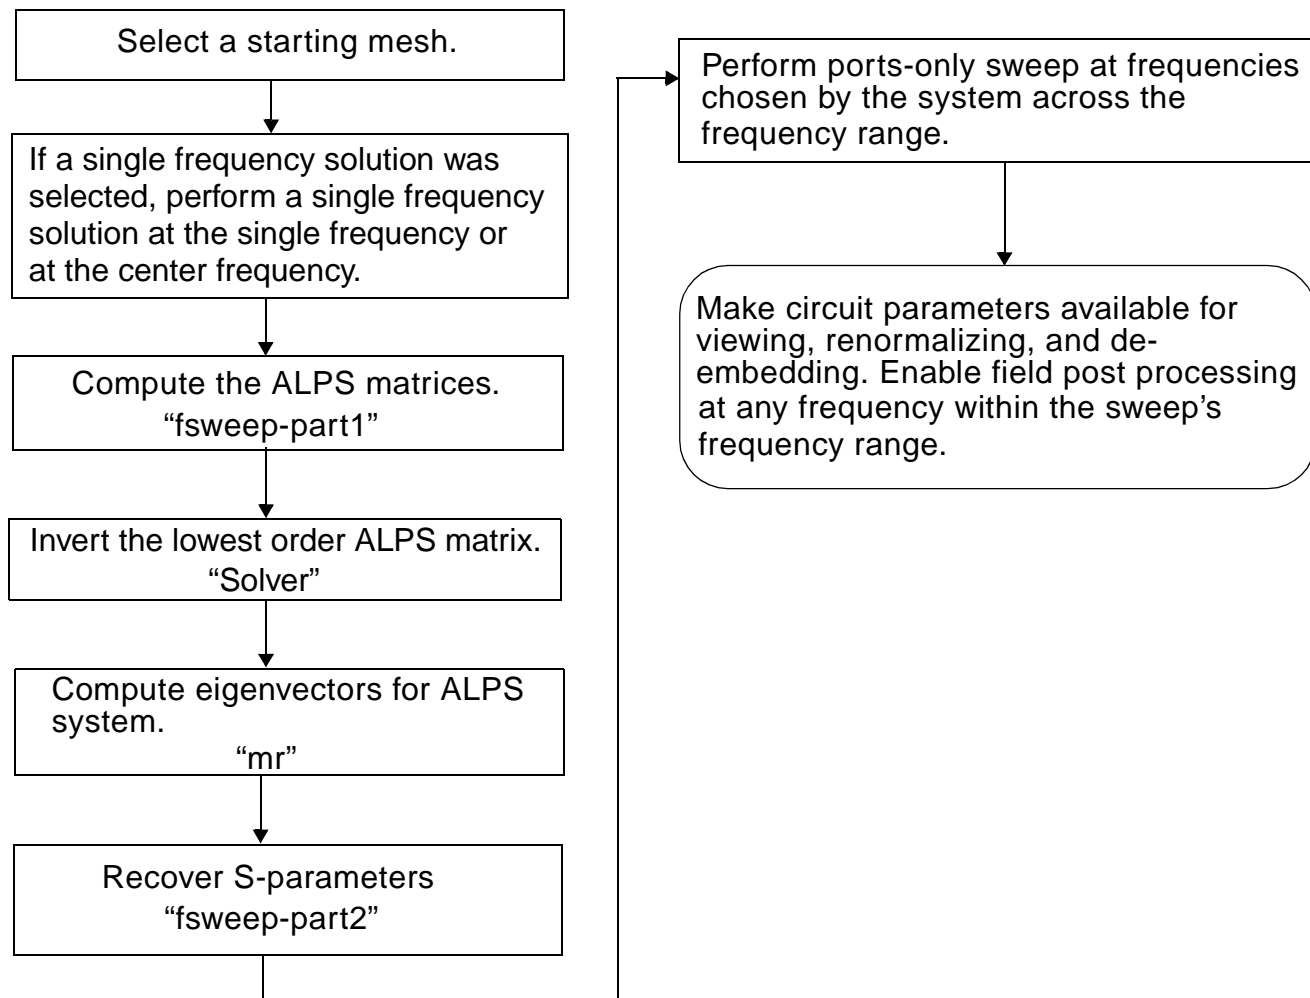 Select a starting mesh.
If a single frequency solution was
selected, perform a single frequency
solution at the single frequency or
at the center frequency.
Compute the ALPS matrices.
“fsweep-part1”
Invert the lowest order ALPS matrix.
“Solver”
Compute eigenvectors for ALPS
system.
“mr”
Recover S-parameters
“fsweep-part2”
Perform ports-only sweep at frequencies
chosen by the system across the
frequency range.
Make circuit parameters available for
viewing, renormalizing, and de-
embedding. Enable field post processing
at any frequency within the sweep’s
frequency range.